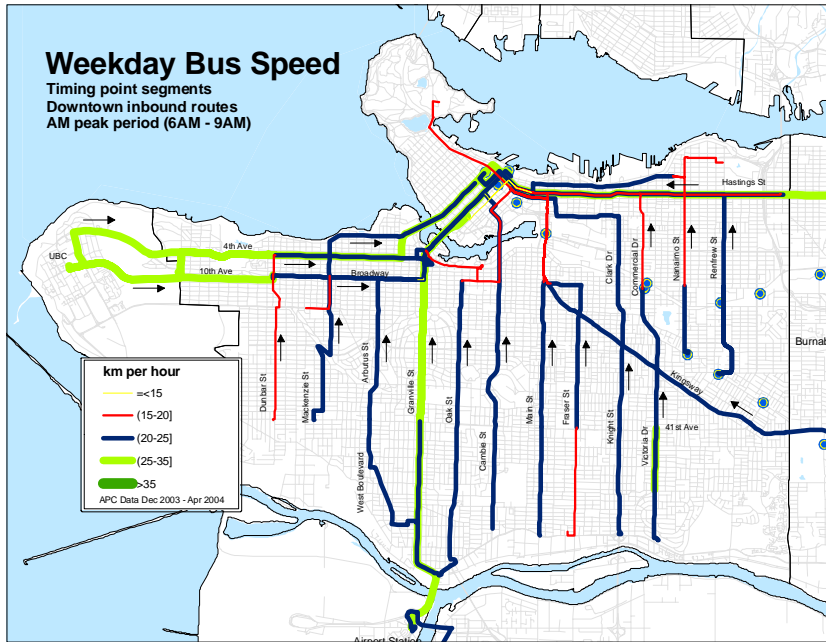 Weekday Bus Speed
Timing point segments
Downtown inbound routes
AM peak period (6AM - 9AM)
Hastings St
UBC
4th Ave
10th Ave
Broadway
Clark Dr
Commercial Dr
Nanaimo St
Renfrew St
Burnab
Dunbar St
Mackenzie St
Arbutus St
Granville St
Oak St
Cambie St
Main St
Fraser St
Knight St
Victoria Dr
Kingsway
41st Ave
West Boulevard
km per hour
=<15
(15-20]
(20-25]
(25-35]
>35
APC Data Dec 2003 - Apr 2004
Airport Station